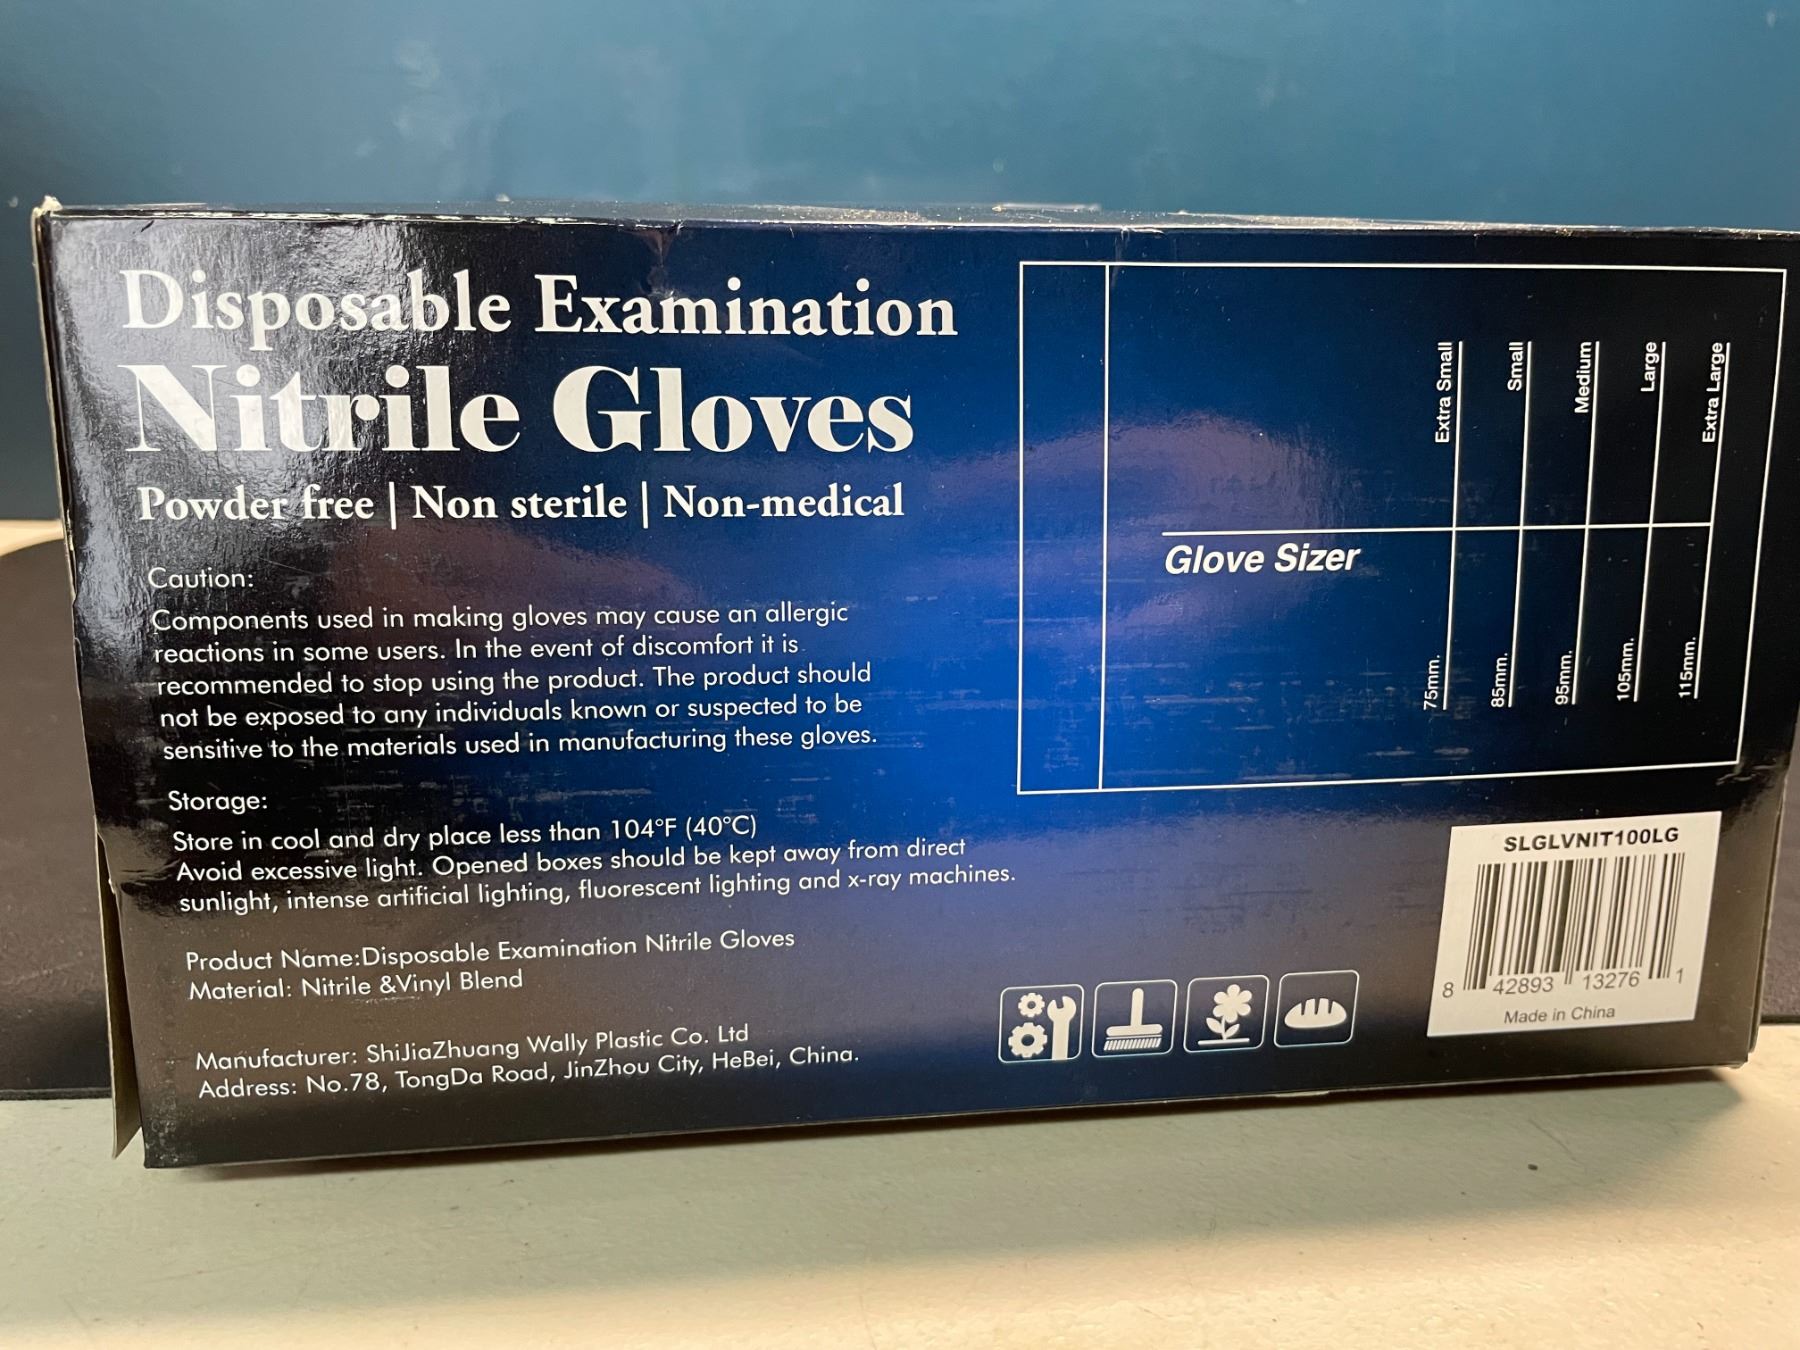 Disposable Examination
Nitrile Gloves
Powder free | Non sterile | Non-medical
Caution:
Components used in making gloves may cause an allergic
reactions in some users. In the event of discomfort it is
recommended to stop using the product. The product should
not be exposed to any individuals known or suspected to be
sensitive to the materials used in manufacturing these gloves.
Storage:
Store in cool and dry place less than 104°F (40°C)
Avoid excessive light. Opened boxes should be kept away from direct
sunlight, intense artificial lighting, fluorescent lighting and x-ray machines.
Product Name:Disposable Examination Nitrile Gloves
Material: Nitrile &Vinyl Blend
Manufacturer: ShiJiaZhuang Wally Plastic Co. Ltd
Address: No.78, TongDa Road, JinZhou City, HeBei, China.
Extra Small
Small
Medium
Large
Extra Large
Glove Sizer
75mm.
85mm.
95mm.
105mm.
115mm.
SLGLVNIT100LG
8 42893 13276 1
Made in China